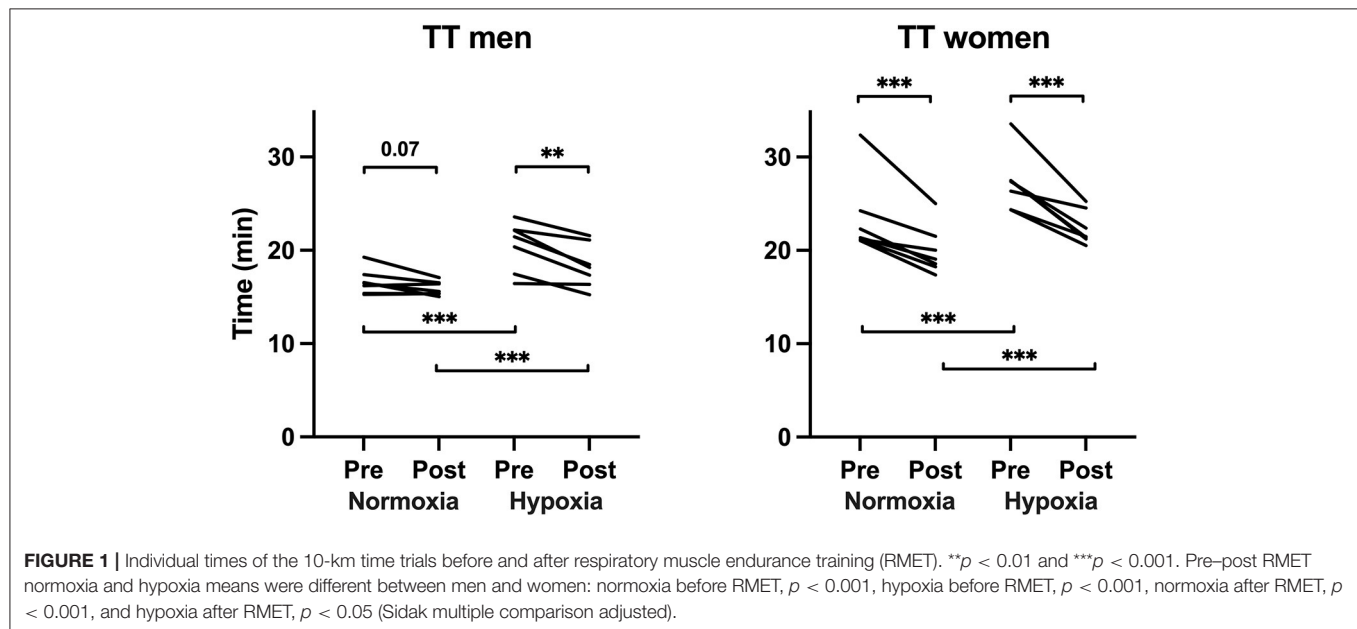 TT men
TT women
Time (min)
30
20
10
0
0.07
**
***
***
Pre Post Pre Post
Normoxia Hypoxia
***
***
30
20
10
0
***
***
Pre Post Pre Post
Normoxia Hypoxia
FIGURE 1 | Individual times of the 10-km time trials before and after respiratory muscle endurance training (RMET). **p < 0.01 and ***p < 0.001. Pre–post RMET
normoxia and hypoxia means were different between men and women: normoxia before RMET, p < 0.001, hypoxia before RMET, p < 0.001, normoxia after RMET, p
< 0.001, and hypoxia after RMET, p < 0.05 (Sidak multiple comparison adjusted).